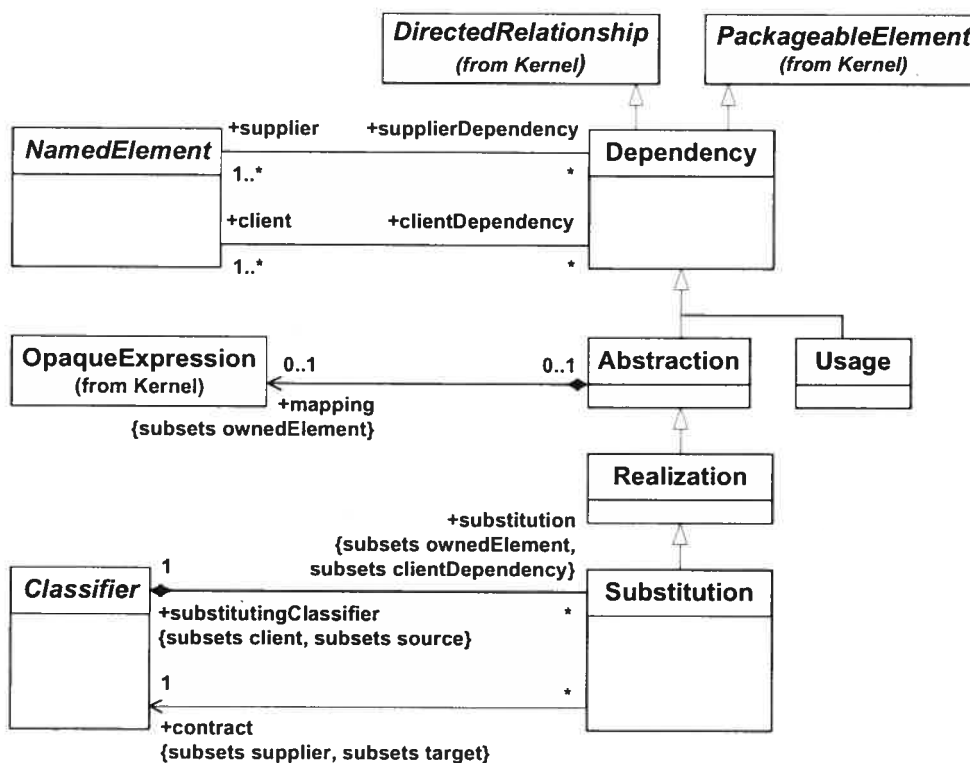 DirectedRelationship
(from Kernel)
PackageableElement
(from Kernel)
NamedElement
+supplier
+supplierDependency
1..*
*
Dependency
+client
+clientDependency
1..*
*
OpaqueExpression
(from Kernel)
0..1
0..1
+mapping
{subsets ownedElement}
Abstraction
Usage
Realization
+substitution
{subsets ownedElement,
subsets clientDependency}
Classifier
1
+substitutingClassifier
*
{subsets client, subsets source}
Substitution
1
*
+contract
{subsets supplier, subsets target}